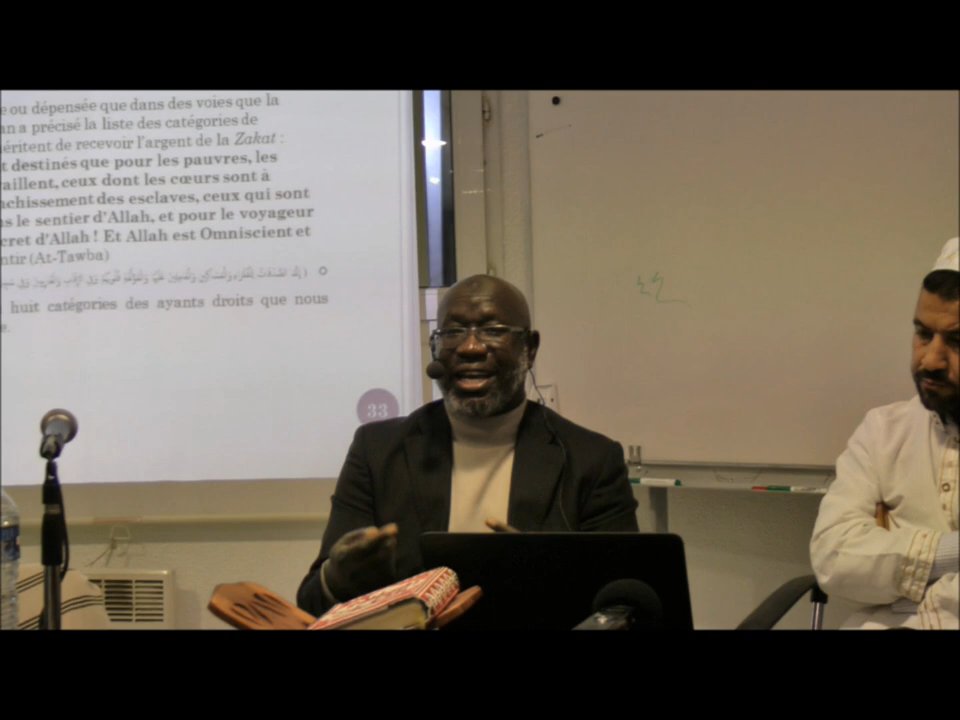 e ou dépensée que dans des voies que la
an a précisé la liste des catégories de
éritent de recevoir l'argent de la Zakat :
t destinés que pour les pauvres, les
aillent, ceux dont les cœurs sont à
nchissement des esclaves, ceux qui sont
ns le sentier d'Allah, et pour le voyageur
cret d'Allah ! Et Allah est Omniscient et
ntir (At-Tawba)
huit catégories des ayants droits que nous
e.
33